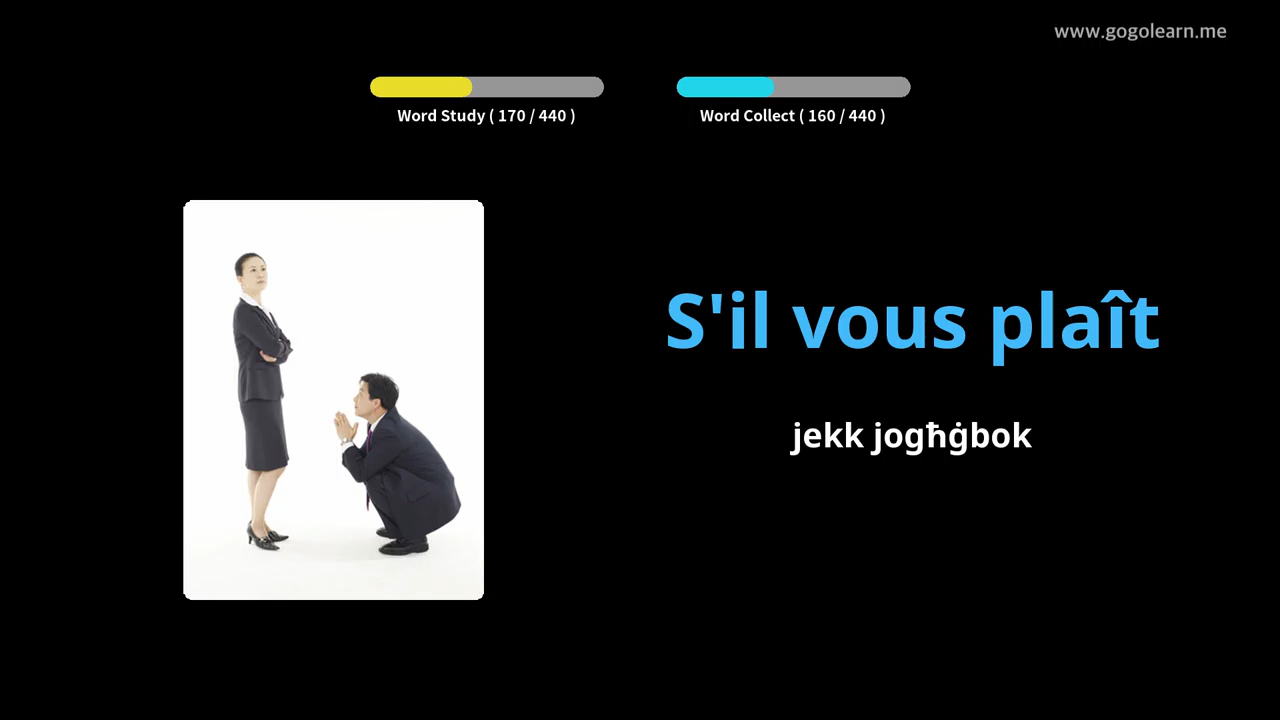 www.gogolearn.me
Word Study ( 170 / 440 )
Word Collect ( 160 / 440 )
S'il vous plaît
jekk jogħġbok